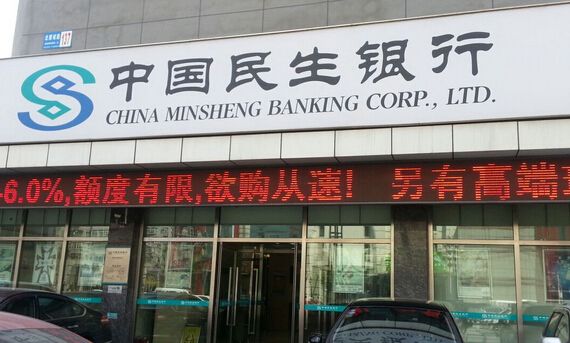 137
中国民生银行
CHINA MINSHENG BANKING CORP., LTD.
-6.0%,额度有限,欲购从速! 另有高端